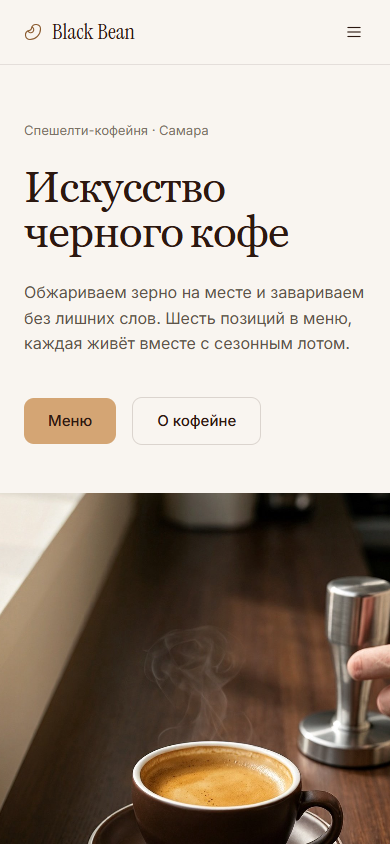 Black Bean
Спешелти-кофейня · Самара
Искусство
черного кофе
Обжариваем зерно на месте и завариваем
без лишних слов. Шесть позиций в меню,
каждая живёт вместе с сезонным лотом.
Меню
О кофейне